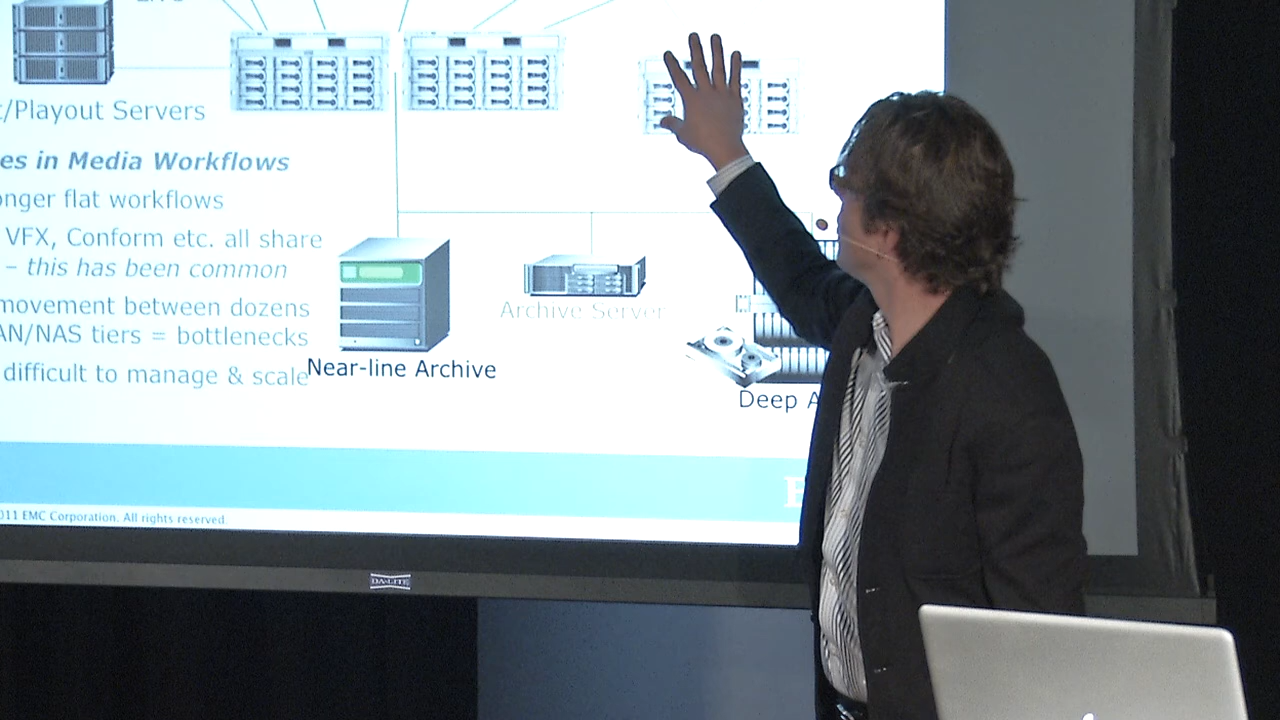 /Playout Servers
es in Media Workflows
onger flat workflows
VFX, Conform etc. all share
– this has been common
movement between dozens
AN/NAS tiers = bottlenecks
difficult to manage & scale
Archive Server
Near-line Archive
Deep A
011 EMC Corporation. All rights reserved.
DA-LITE